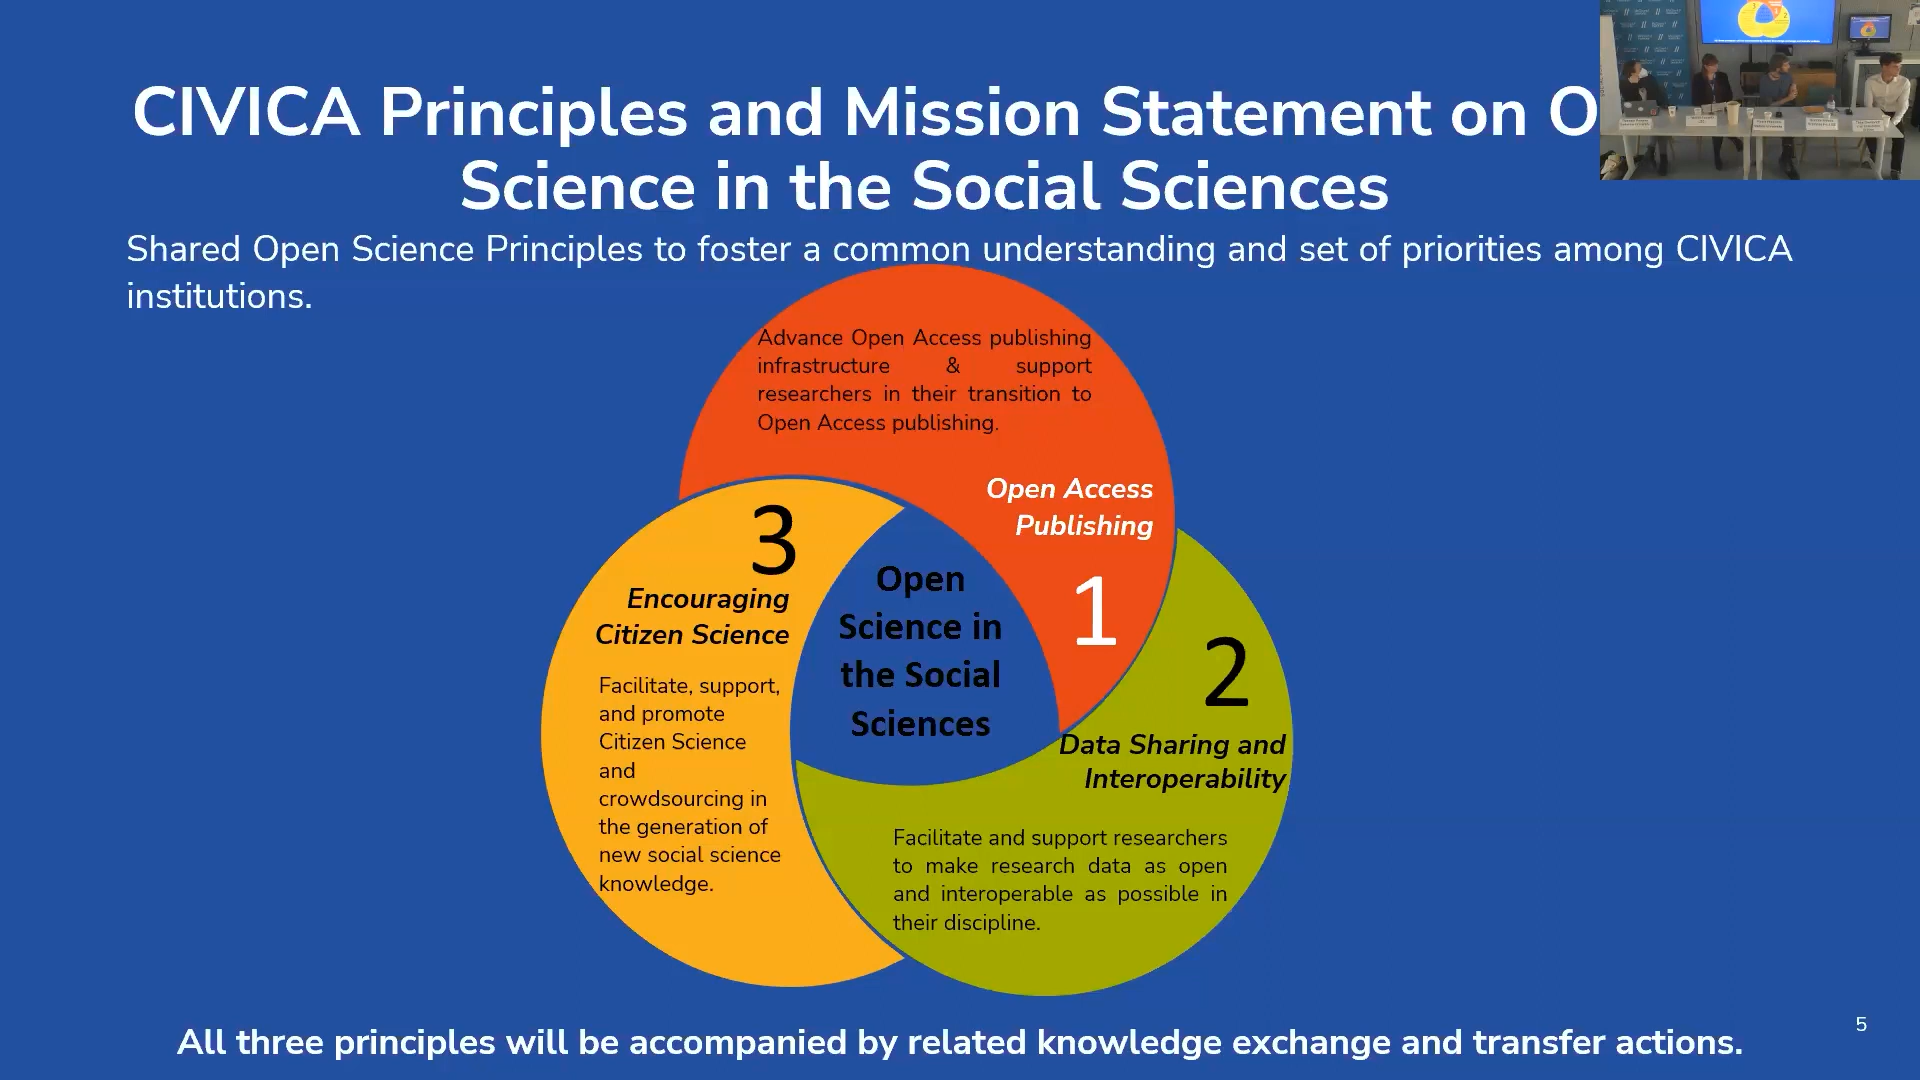 CIVICA Principles and Mission Statement on O
Science in the Social Sciences
Shared Open Science Principles to foster a common understanding and set of priorities among CIVICA
institutions.
Advance Open Access publishing
infrastructure & support
researchers in their transition to
Open Access publishing.
Open Access
Publishing
1
2
Data Sharing and
Interoperability
Facilitate and support researchers
to make research data as open
and interoperable as possible in
their discipline.
3
Encouraging
Citizen Science
Facilitate, support,
and promote
Citizen Science
and
crowdsourcing in
the generation of
new social science
knowledge.
Open
Science in
the Social
Sciences
All three principles will be accompanied by related knowledge exchange and transfer actions.
5